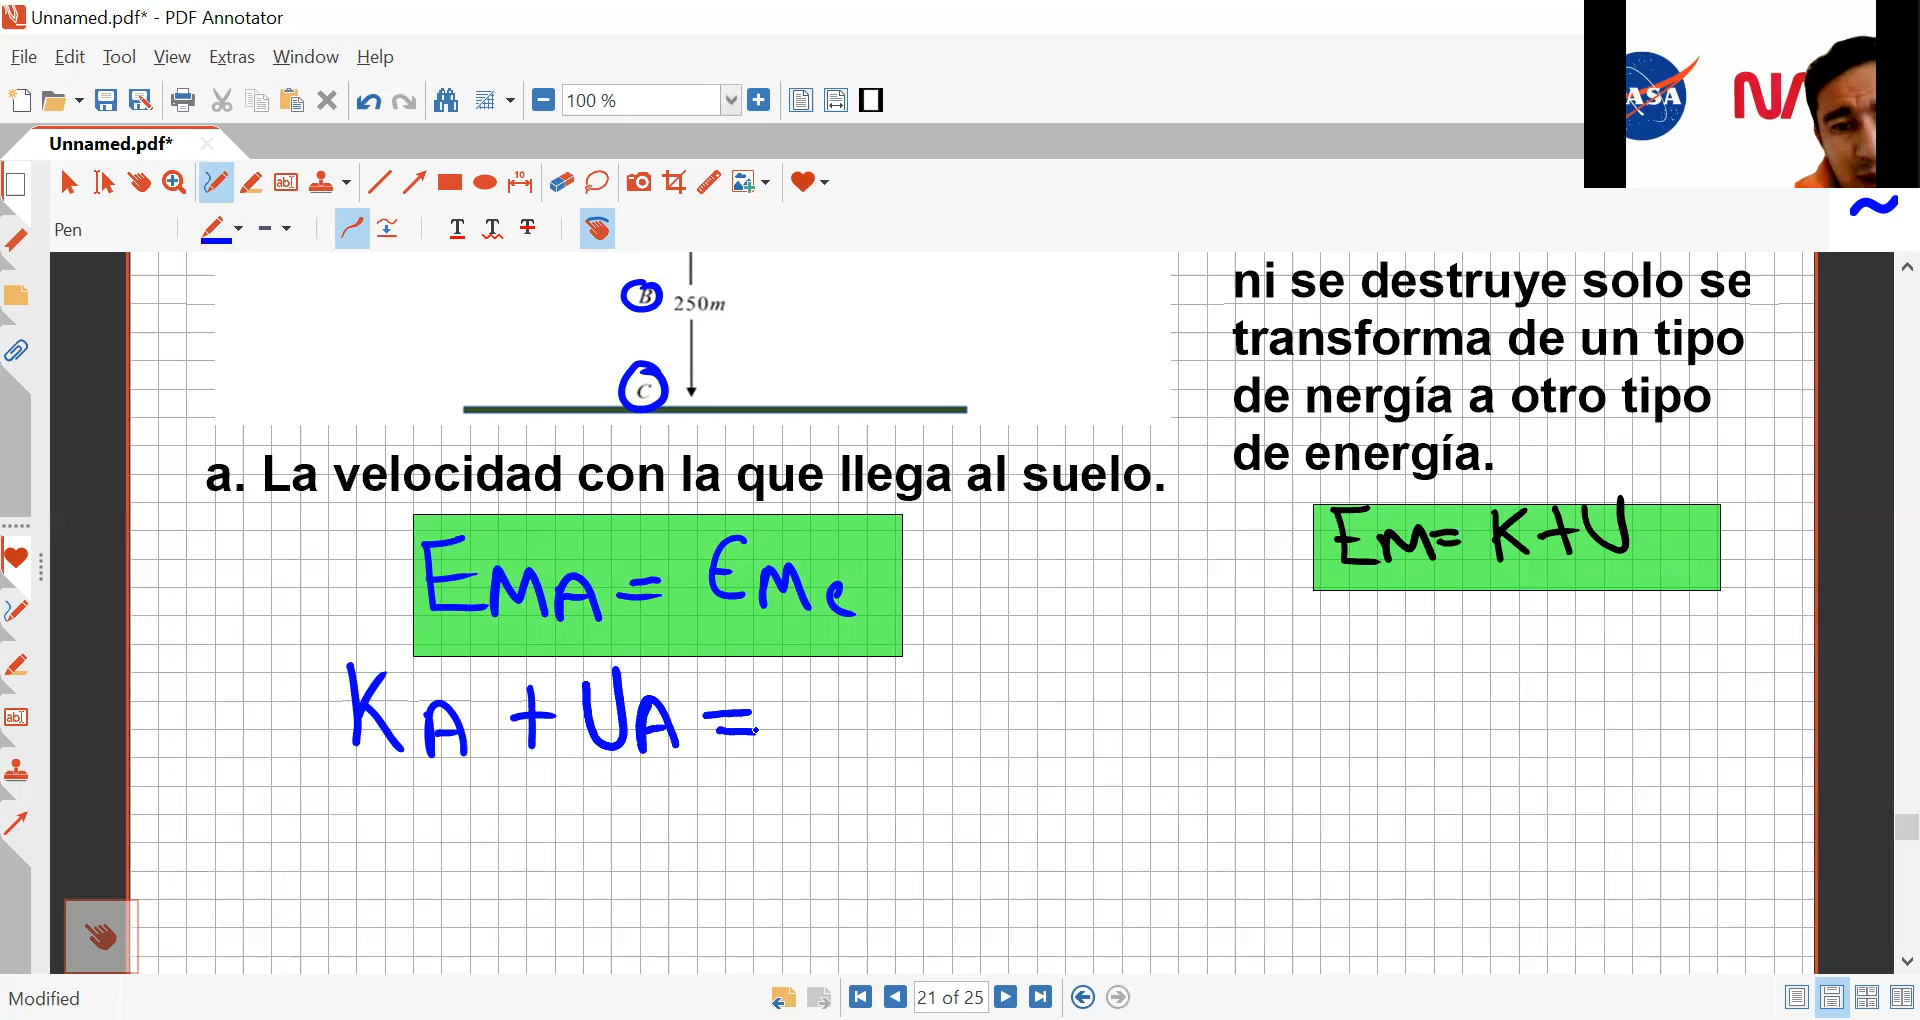 Unnamed.pdf* - PDF Annotator
File Edit Tool View Extras Window Help
100 %
Unnamed.pdf*
Pen
B
250m
C
a. La velocidad con la que llega al suelo.
EMA = EMc
KA + UA =
ni se destruye solo se
transforma de un tipo
de nergía a otro tipo
de energía.
EM= K+U
Modified
21 of 25